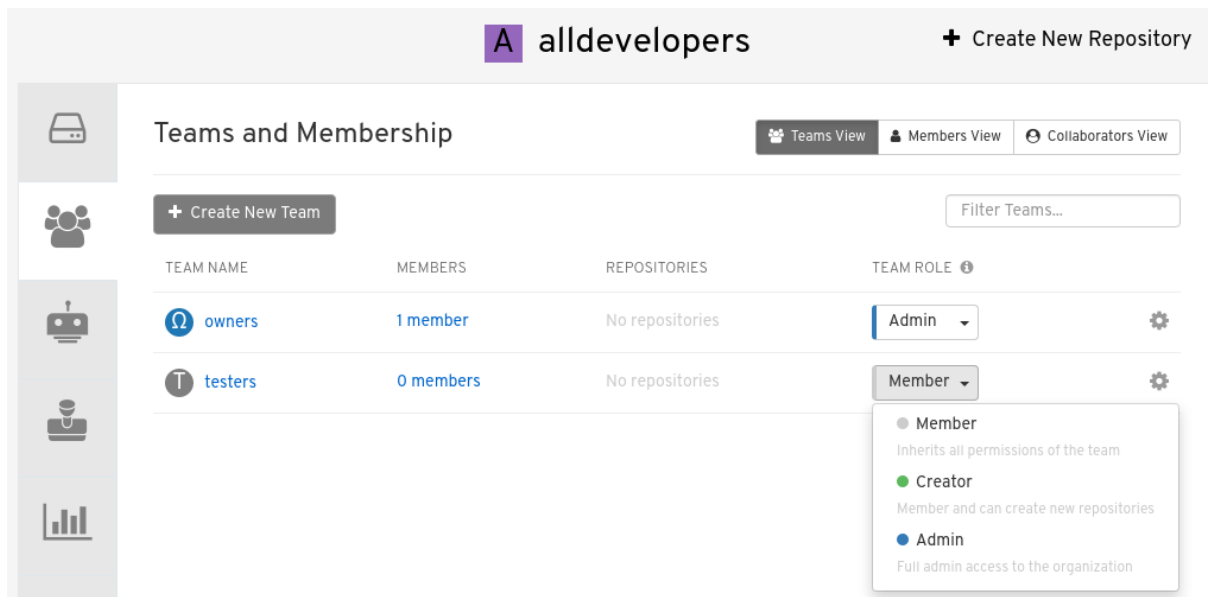 A alldevelopers
+ Create New Repository
Teams and Membership
Teams View
Members View
Collaborators View
+ Create New Team
Filter Teams...
TEAM NAME MEMBERS REPOSITORIES TEAM ROLE
Ω owners 1 member No repositories Admin
T testers 0 members No repositories Member
Member
Inherits all permissions of the team
Creator
Member and can create new repositories
Admin
Full admin access to the organization